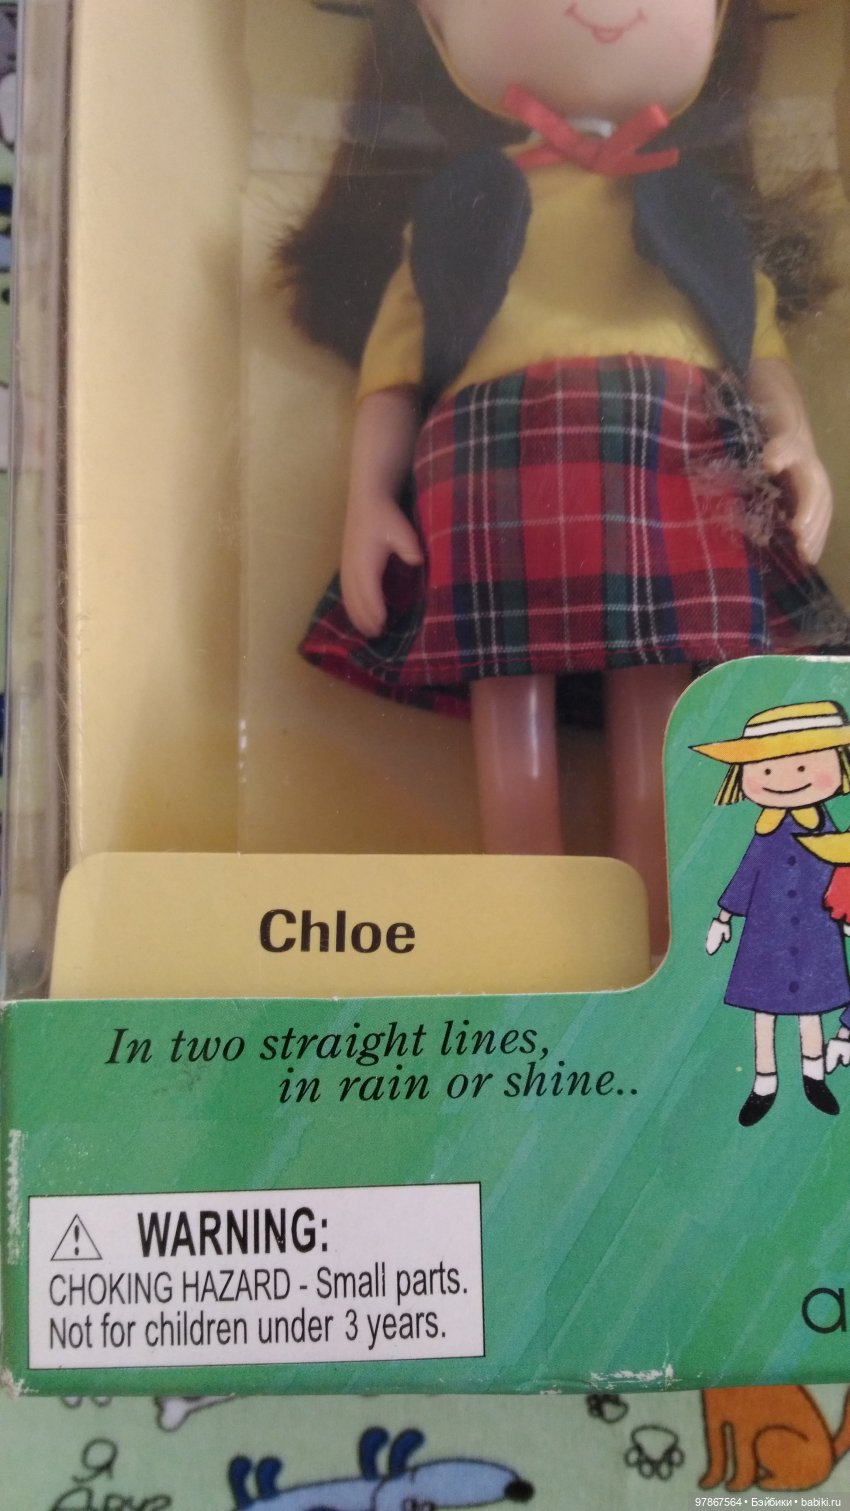 Chloe
In two straight lines,
in rain or shine..
WARNING:
CHOKING HAZARD - Small parts.
Not for children under 3 years.
a
97867564 • Бэйбики • babiki.ru